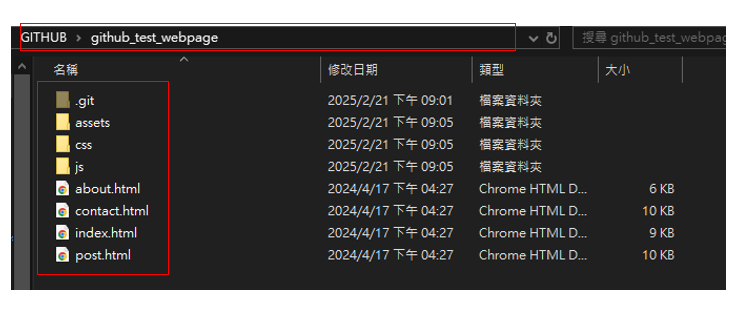 GITHUB > github_test_webpage 搜尋 github_test_webpag
名稱 修改日期 類型 大小
.git 2025/2/21 下午 09:01 檔案資料夾
assets 2025/2/21 下午 09:05 檔案資料夾
css 2025/2/21 下午 09:05 檔案資料夾
js 2025/2/21 下午 09:05 檔案資料夾
about.html 2024/4/17 下午 04:27 Chrome HTML D... 6 KB
contact.html 2024/4/17 下午 04:27 Chrome HTML D... 10 KB
index.html 2024/4/17 下午 04:27 Chrome HTML D... 9 KB
post.html 2024/4/17 下午 04:27 Chrome HTML D... 10 KB